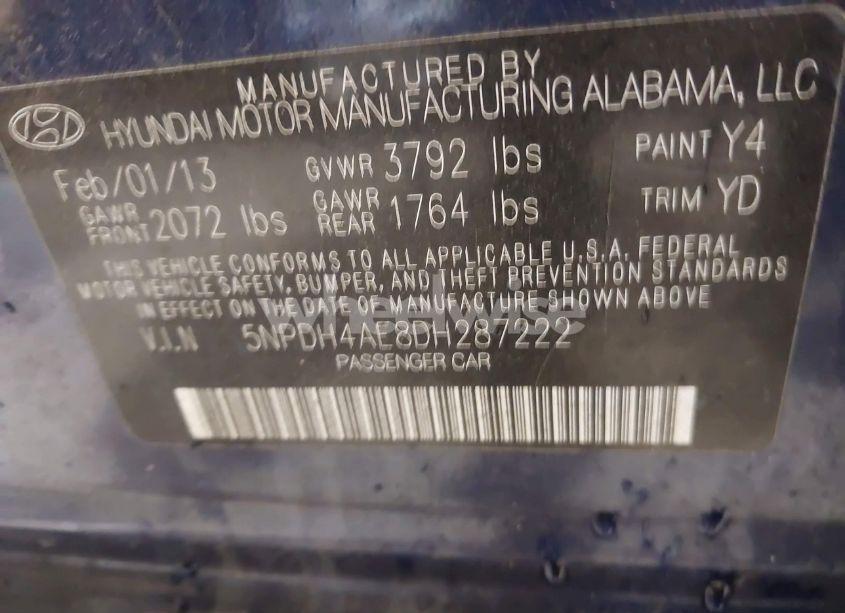 MANUFACTURED BY
HYUNDAI MOTOR MANUFACTURING ALABAMA, LLC
Feb/01/13 GVWR 3792 lbs PAINT Y4
GAWR FRONT 2072 lbs GAWR REAR 1764 lbs TRIM YD
THIS VEHICLE CONFORMS TO ALL APPLICABLE U.S.A. FEDERAL
MOTOR VEHICLE SAFETY, BUMPER, AND THEFT PREVENTION STANDARDS
IN EFFECT ON THE DATE OF MANUFACTURE SHOWN ABOVE
V.I.N 5NPDH4AE8DH287222
PASSENGER CAR
Wheelwise